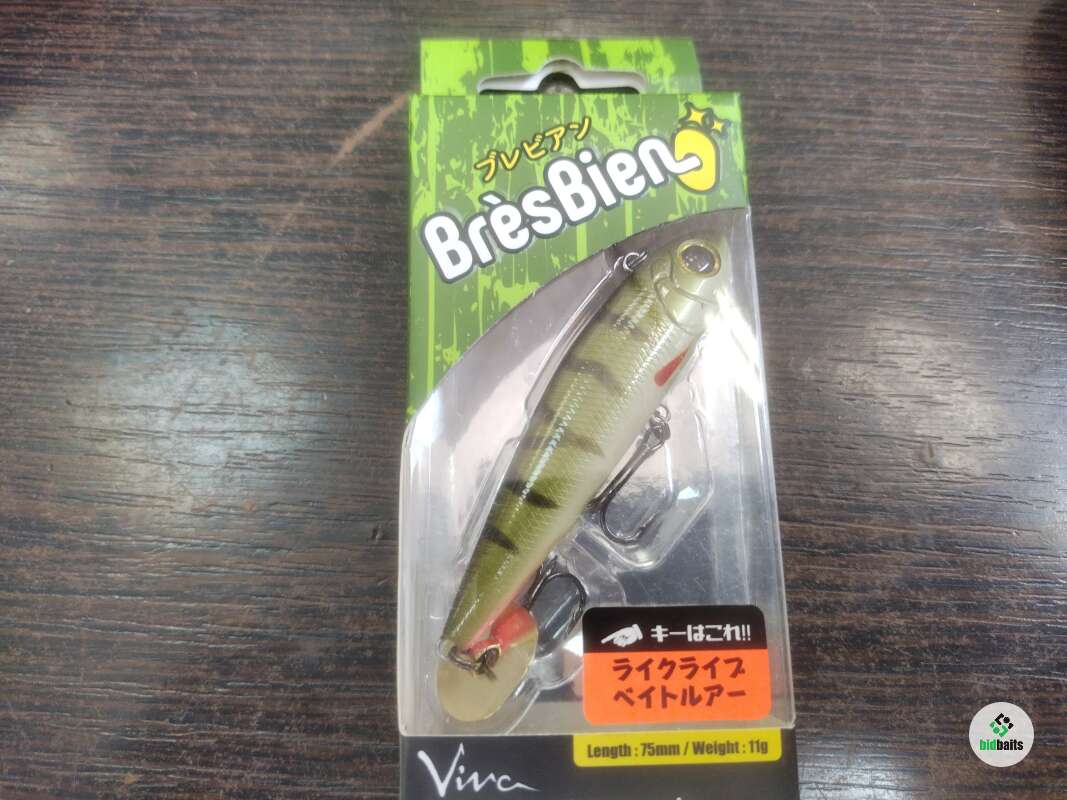 ブレビアン
BrèsBien
キーはこれ!!
ライクライブ
ベイトルアー
Length : 75mm / Weight : 11g
Viva
bidbaits